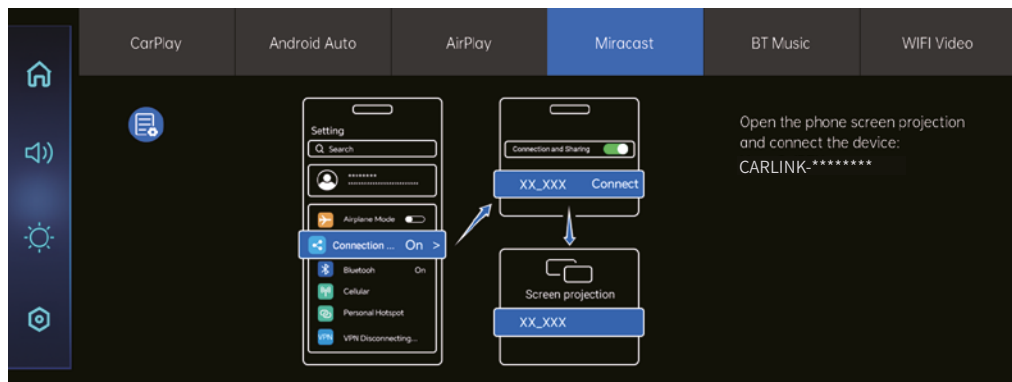 CarPlay
Android Auto
AirPlay
Miracast
BT Music
WIFI Video
Setting
Search
********
Airplane Mode
Connection ... On >
Bluetooh On
Cellular
Personal Hotspot
VPN VPN Disconnecting...
Connection and Sharing
XX_XXX Connect
Screen projection
XX_XXX
Open the phone screen projection
and connect the device:
CARLINK-********